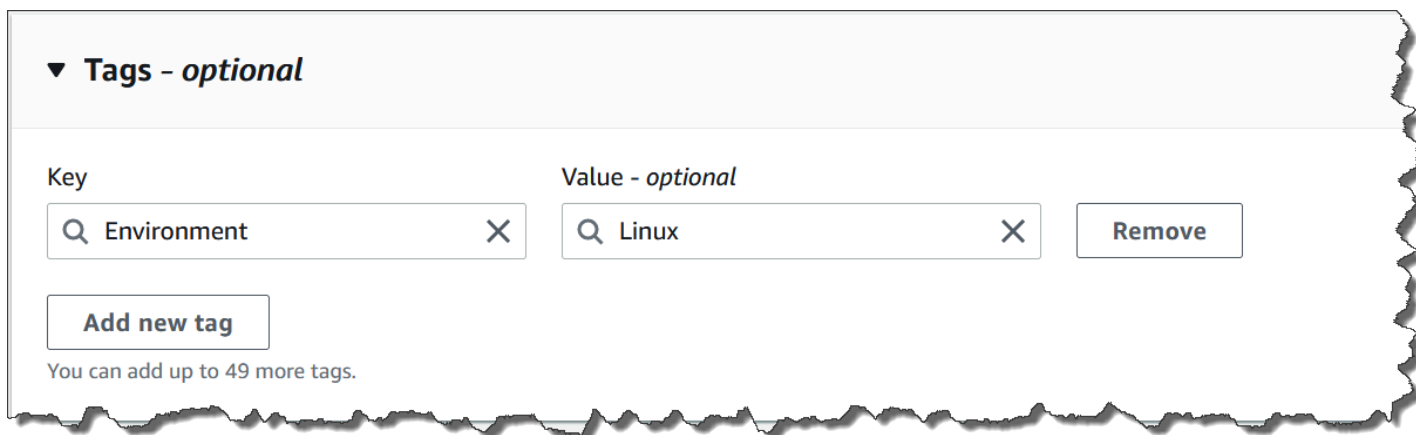 Tags - optional
Key
Value - optional
Environment
Linux
Remove
Add new tag
You can add up to 49 more tags.